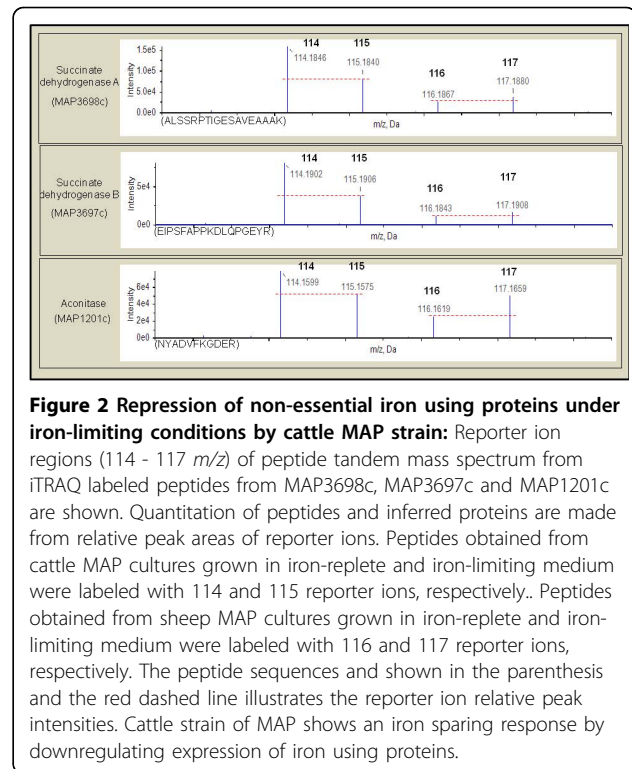 114 115
116 117
Succinate
dehydrogenase A
(MAP3698c)
Intensity
1.5e5
1.0e5
5.0e4
0.0e0
114.1846
115.1840
116.1867
117.1880
(ALSSRPTIGESAVEAAAK)
m/z, Da
114 115
116 117
Succinate
dehydrogenase B
(MAP3697c)
Intensity
5e4
0e0
114.1902
115.1906
116.1843
117.1908
(EIPSFAPPKDLQPGEYR)
m/z, Da
114 115
116 117
Aconitase
(MAP1201c)
Intensity
6e4
4e4
2e4
0e0
114.1599
115.1575
116.1619
117.1659
(NYADVFKGDER)
m/z, Da
Figure 2 Repression of non-essential iron using proteins under
iron-limiting conditions by cattle MAP strain: Reporter ion
regions (114 - 117 m/z) of peptide tandem mass spectrum from
iTRAQ labeled peptides from MAP3698c, MAP3697c and MAP1201c
are shown. Quantitation of peptides and inferred proteins are made
from relative peak areas of reporter ions. Peptides obtained from
cattle MAP cultures grown in iron-replete and iron-limiting medium
were labeled with 114 and 115 reporter ions, respectively.. Peptides
obtained from sheep MAP cultures grown in iron-replete and iron-
limiting medium were labeled with 116 and 117 reporter ions,
respectively. The peptide sequences and shown in the parenthesis
and the red dashed line illustrates the reporter ion relative peak
intensities. Cattle strain of MAP shows an iron sparing response by
downregulating expression of iron using proteins.